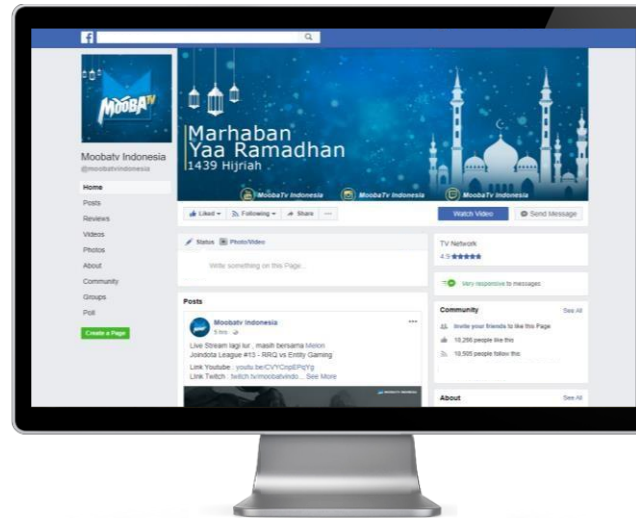 f
MOOBATV
Moobatv Indonesia
@moobatvindonesia
Home
Posts
Reviews
Videos
Photos
About
Community
Groups
Poll
Create a Page
Marhaban
Yaa Ramadhan
1439 Hijriah
MoobaTv Indonesia
MoobaTv Indonesia
MoobaTv Indonesia
Liked
Following
Share
Watch Video
Send Message
Status
Photo/Video
Write something on this Page...
Posts
Moobatv Indonesia
5 hrs
Live Stream lagi lur , masih bersama Melon
Joindota League #13 - RRQ vs Entity Gaming
Link Youtube : youtu.be/CVYCnpEPqYg
Link Twitch : twitch.tv/moobatvindo... See More
TV Network
4.9
Very responsive to messages
Community
See All
Invite your friends to like this Page
people like this
10,505 people follow this
About
See All